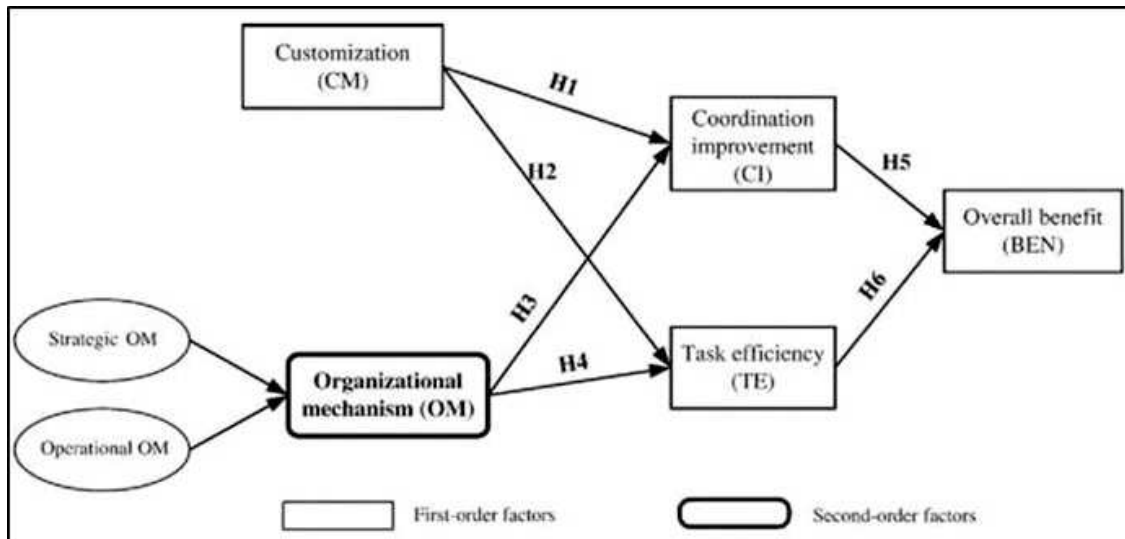 Customization
(CM)
H1
Coordination
improvement
(CI)
H2
H5
Overall benefit
(BEN)
H3
H6
Strategic OM
Task efficiency
(TE)
H4
Organizational
mechanism (OM)
Operational OM
First-order factors
Second-order factors